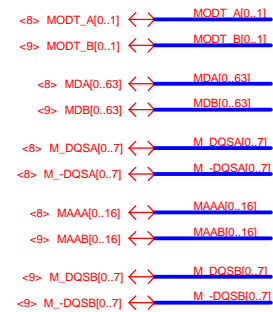 <8> MODT_A[0..1] MODT_A[0..1]
<9> MODT_B[0..1] MODT_B[0..1]
<8> MDA[0..63] MDA[0..63]
<9> MDB[0..63] MDB[0..63]
<8> M_DQSA[0..7] M_DQSA[0..7]
<8> M_-DQSA[0..7] M_-DQSA[0..7]
<8> MAAA[0..16] MAAA[0..16]
<9> MAAB[0..16] MAAB[0..16]
<9> M_DQSB[0..7] M_DQSB[0..7]
<9> M_-DQSB[0..7] M_-DQSB[0..7]